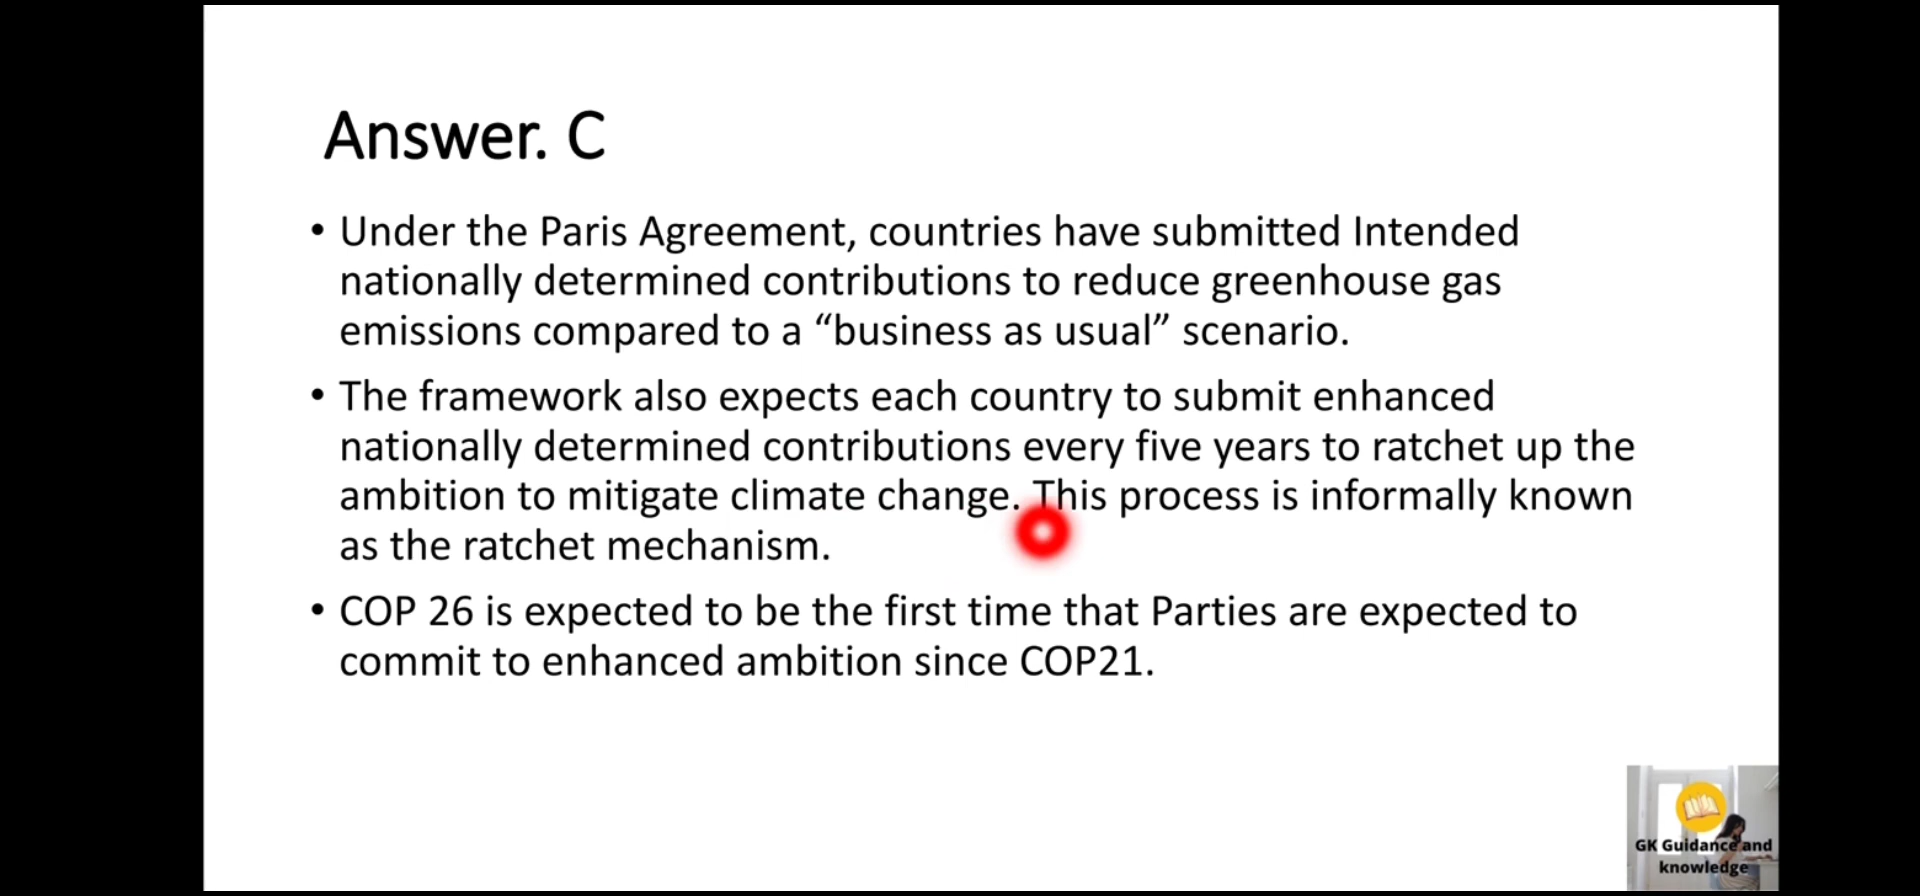 Answer. C
• Under the Paris Agreement, countries have submitted Intended
nationally determined contributions to reduce greenhouse gas
emissions compared to a “business as usual” scenario.
• The framework also expects each country to submit enhanced
nationally determined contributions every five years to ratchet up the
ambition to mitigate climate change. This process is informally known
as the ratchet mechanism.
• COP 26 is expected to be the first time that Parties are expected to
commit to enhanced ambition since COP21.
GK Guidance and
knowledge